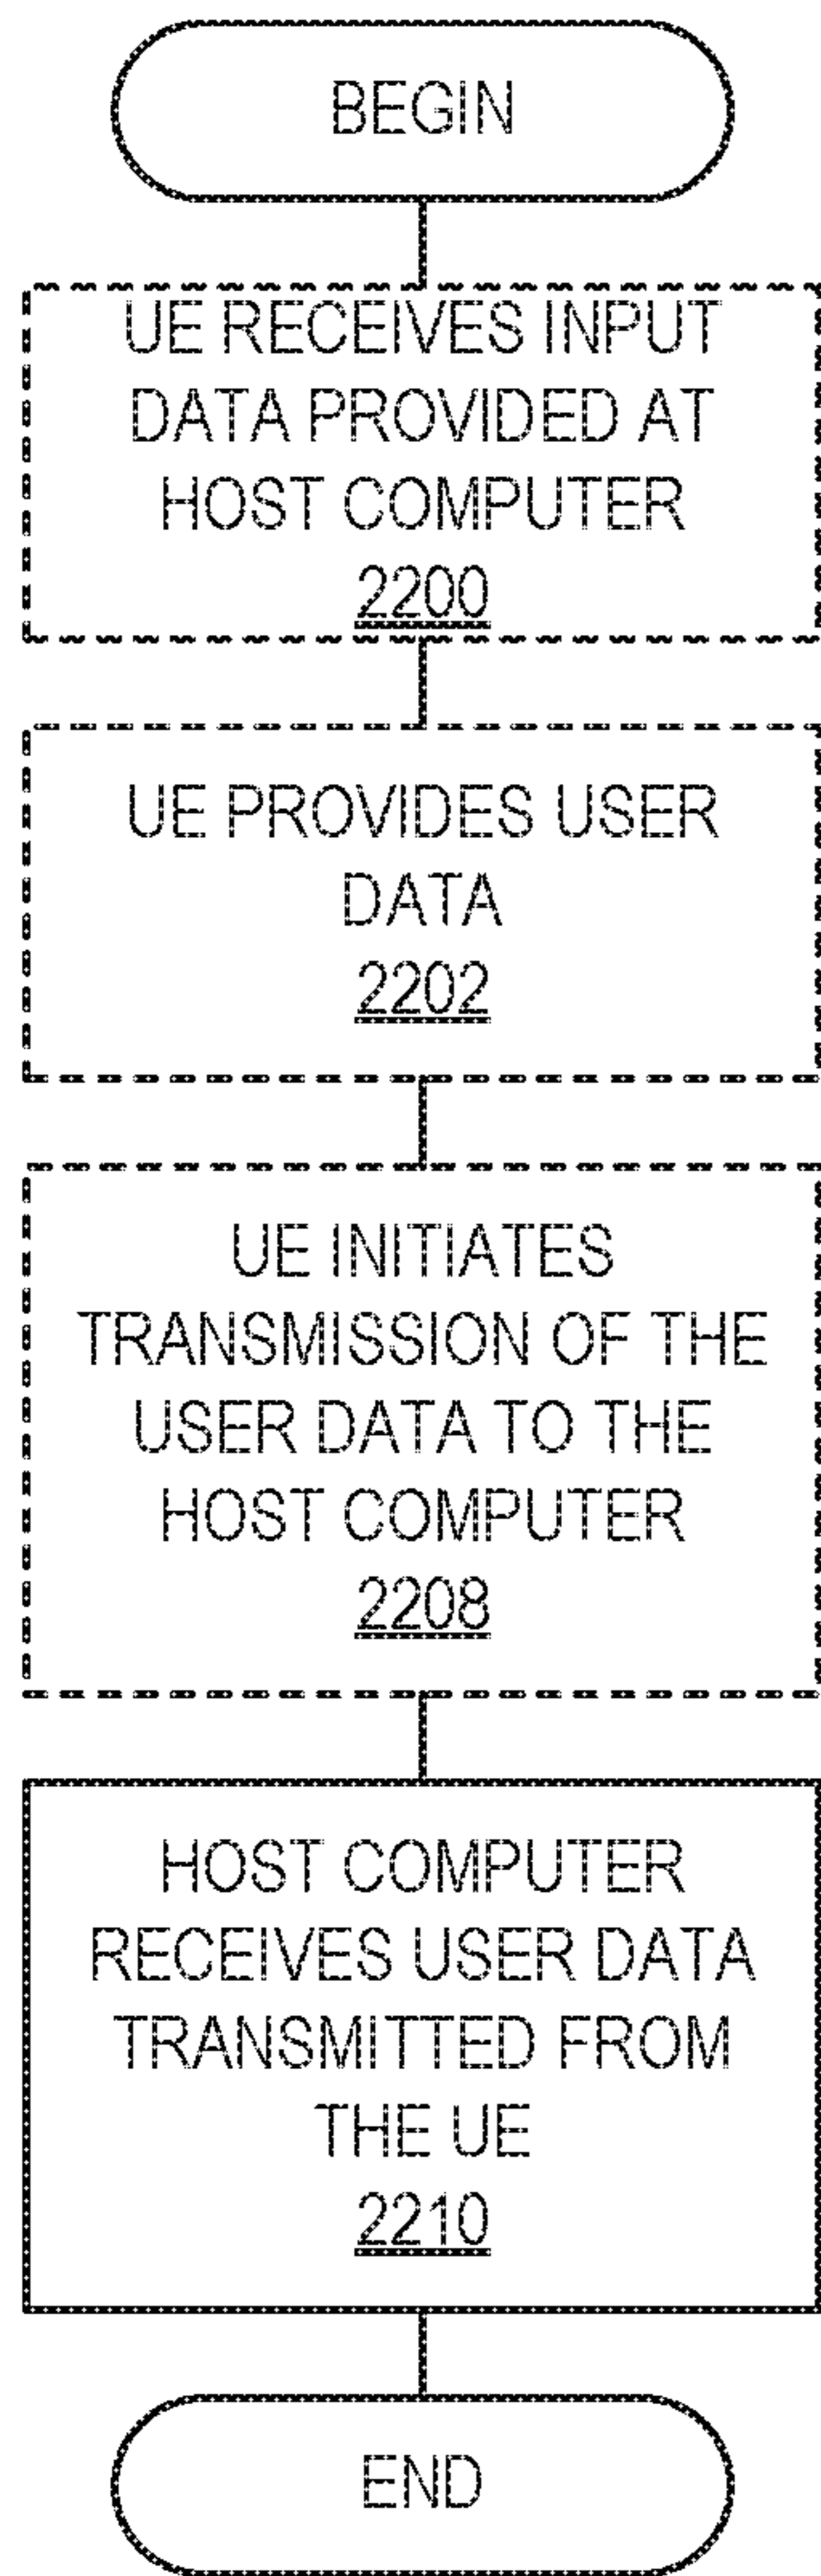 BEGIN
UE RECEIVES INPUT
DATA PROVIDED AT
HOST COMPUTER
2200
UE PROVIDES USER
DATA
2202
UE INITIATES
TRANSMISSION OF THE
USER DATA TO THE
HOST COMPUTER
2208
HOST COMPUTER
RECEIVES USER DATA
TRANSMITTED FROM
THE UE
2210
END